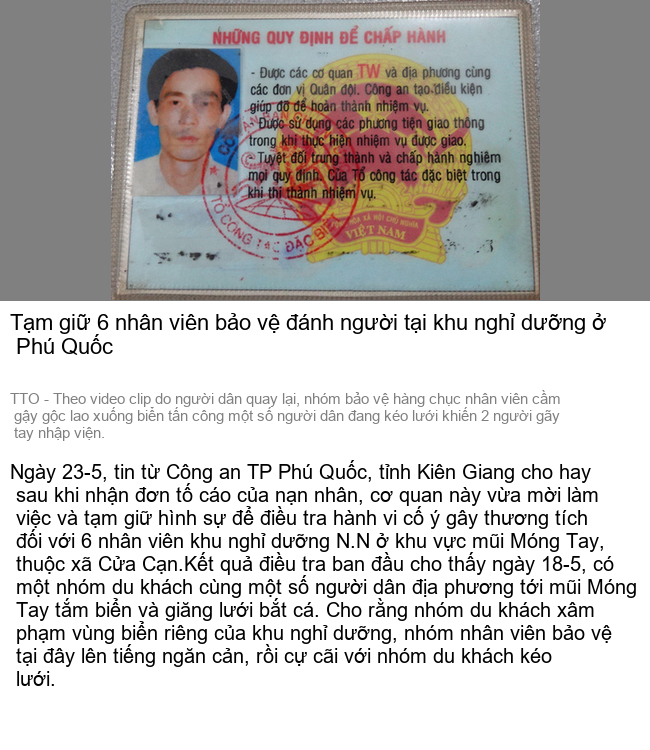 NHỮNG QUY ĐỊNH ĐỂ CHẤP HÀNH
- Được các cơ quan TW và địa phương cùng
các đơn vị Quân đội. Công an tạo điều kiện
giúp đỡ để hoàn thành nhiệm vụ.
- Được sử dụng các phương tiện giao thông
trong khi thực hiện nhiệm vụ được giao.
- Tuyệt đối trung thành và chấp hành nghiêm
mọi quy định. Của Tổ công tác đặc biệt trong
khi thi thành nhiệm vụ.
TỔ CÔNG TÁC ĐẶC BIỆT
HÒA XÃ HỘI CHỦ NGHĨA
VIỆT NAM
Tạm giữ 6 nhân viên bảo vệ đánh người tại khu nghỉ dưỡng ở
Phú Quốc
TTO - Theo video clip do người dân quay lại, nhóm bảo vệ hàng chục nhân viên cầm
gậy gộc lao xuống biển tấn công một số người dân đang kéo lưới khiến 2 người gãy
tay nhập viện.
Ngày 23-5, tin từ Công an TP Phú Quốc, tỉnh Kiên Giang cho hay
sau khi nhận đơn tố cáo của nạn nhân, cơ quan này vừa mời làm
việc và tạm giữ hình sự để điều tra hành vi cố ý gây thương tích
đối với 6 nhân viên khu nghỉ dưỡng N.N ở khu vực mũi Móng Tay,
thuộc xã Cửa Cạn.Kết quả điều tra ban đầu cho thấy ngày 18-5, có
một nhóm du khách cùng một số người dân địa phương tới mũi Móng
Tay tắm biển và giăng lưới bắt cá. Cho rằng nhóm du khách xâm
phạm vùng biển riêng của khu nghỉ dưỡng, nhóm nhân viên bảo vệ
tại đây lên tiếng ngăn cản, rồi cự cãi với nhóm du khách kéo
lưới.